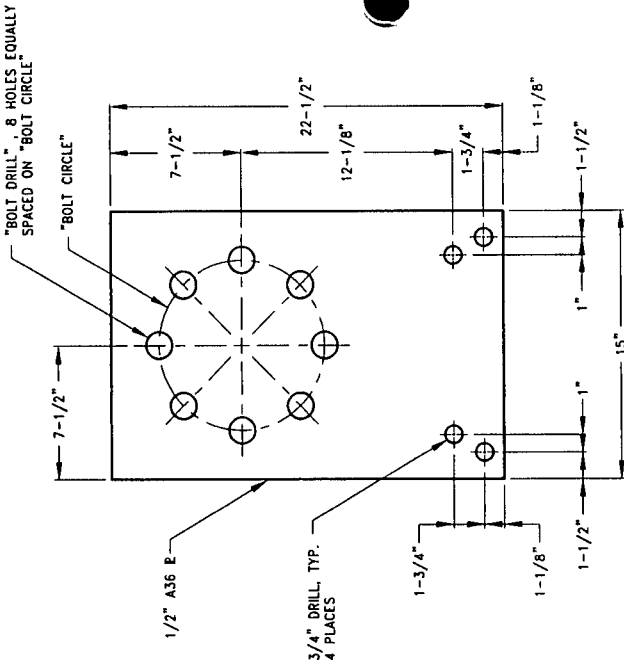 "BOLT DRILL", 8 HOLES EQUALLY
SPACED ON "BOLT CIRCLE"
"BOLT CIRCLE"
7-1/2"
7-1/2"
22-1/2"
12-1/8"
1-3/4"
1-1/8"
1-1/2"
1"
15"
1"
1-1/2"
1/2" A36 PL
3/4" DRILL, TYP.
4 PLACES
1-3/4"
1-1/8"